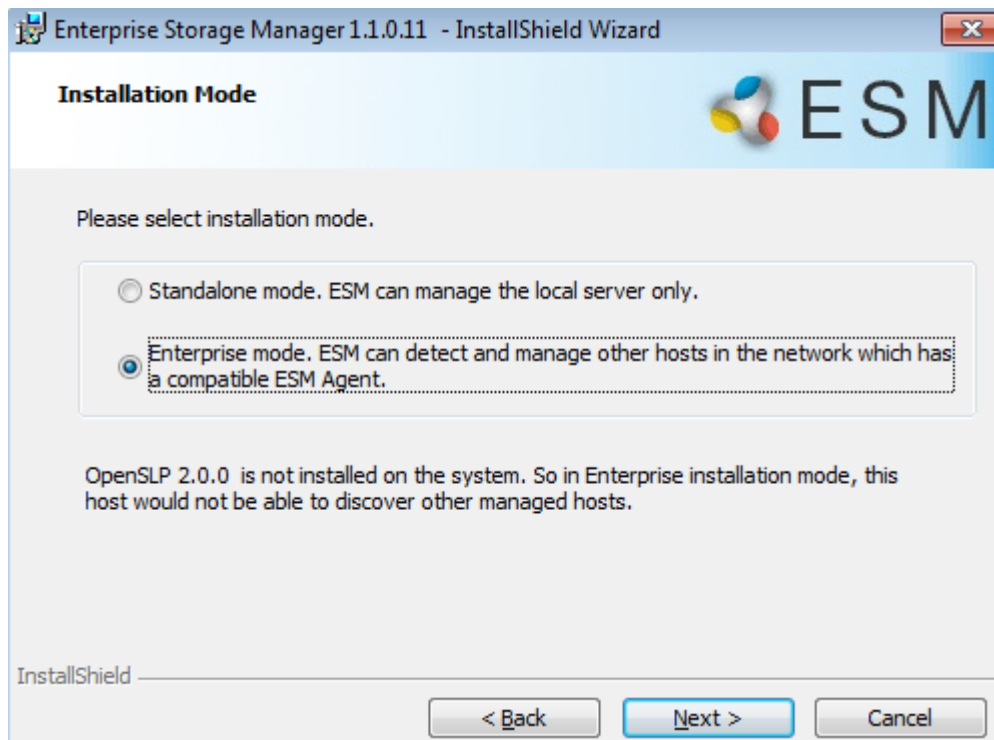 Enterprise Storage Manager 1.1.0.11 - InstallShield Wizard
Installation Mode
ESM
Please select installation mode.
Standalone mode. ESM can manage the local server only.
Enterprise mode. ESM can detect and manage other hosts in the network which has
a compatible ESM Agent.
OpenSLP 2.0.0 is not installed on the system. So in Enterprise installation mode, this
host would not be able to discover other managed hosts.
InstallShield
< Back
Next >
Cancel